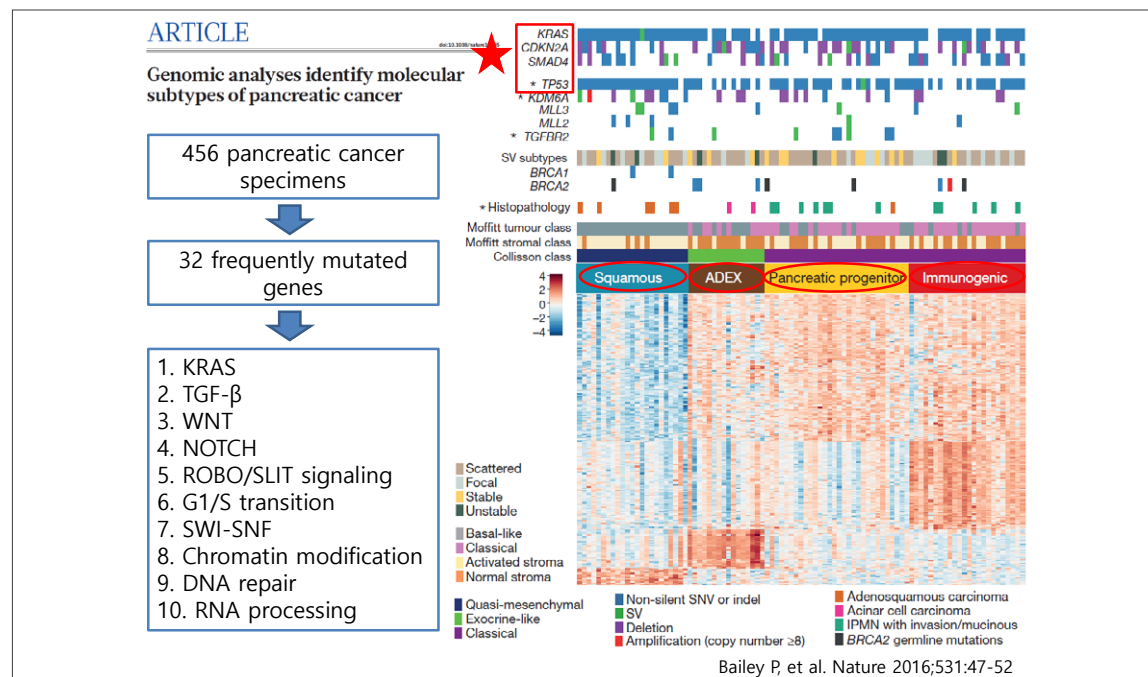 ARTICLE
Genomic analyses identify molecular
subtypes of pancreatic cancer
456 pancreatic cancer
specimens
32 frequently mutated
genes
1. KRAS
2. TGF-β
3. WNT
4. NOTCH
5. ROBO/SLIT signaling
6. G1/S transition
7. SWI-SNF
8. Chromatin modification
9. DNA repair
10. RNA processing
KRAS
CDKN2A
SMAD4
* TP53
* KDM6A
MLL3
MLL2
* TGFBR2
SV subtypes
BRCA1
BRCA2
* Histopathology
Moffitt tumour class
Moffitt stromal class
Collisson class
Squamous
ADEX
Pancreatic progenitor
Immunogenic
4
2
0
−2
−4
Scattered
Focal
Stable
Unstable
Basal-like
Classical
Activated stroma
Normal stroma
Quasi-mesenchymal
Exocrine-like
Classical
Non-silent SNV or indel
SV
Deletion
Amplification (copy number ≥8)
Adenosquamous carcinoma
Acinar cell carcinoma
IPMN with invasion/mucinous
BRCA2 germline mutations
Bailey P, et al. Nature 2016;531:47-52